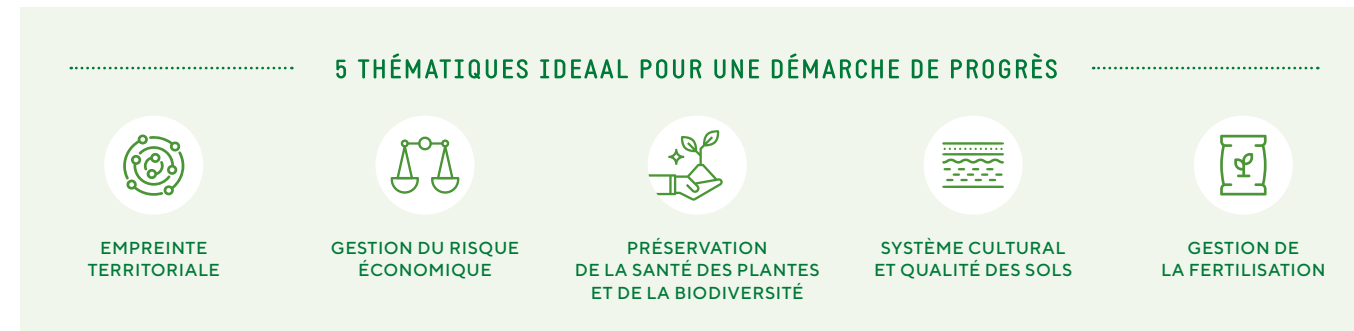 5 THÉMATIQUES IDEAAL POUR UNE DÉMARCHE DE PROGRÈS
EMPREINTE
TERRITORIALE
GESTION DU RISQUE
ÉCONOMIQUE
PRÉSERVATION
DE LA SANTÉ DES PLANTES
ET DE LA BIODIVERSITÉ
SYSTÈME CULTURAL
ET QUALITÉ DES SOLS
GESTION DE
LA FERTILISATION